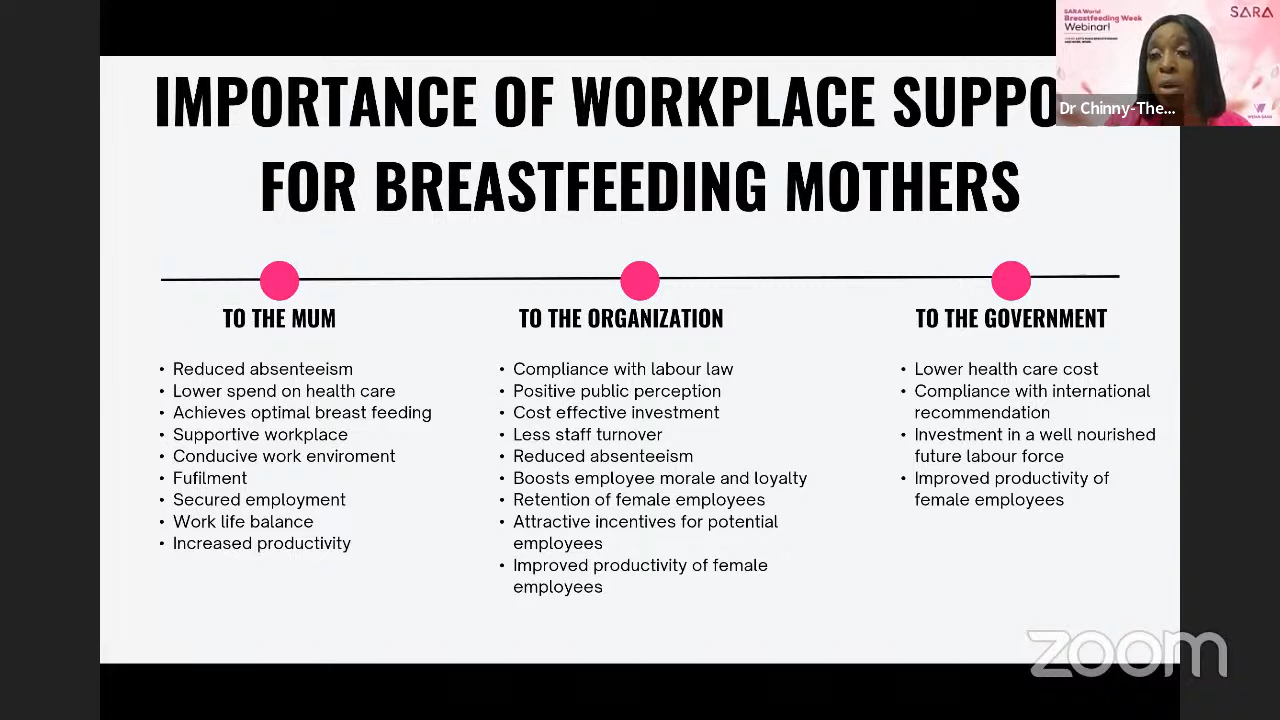 IMPORTANCE OF WORKPLACE
FOR BREASTFEEDING MOTHERS
SARA World
Breastfeeding Week
Webinar!
SARA
Dr Chinny-The...
TO THE MUM
• Reduced absenteeism
• Lower spend on health care
• Achieves optimal breast feeding
• Supportive workplace
• Conducive work enviroment
• Fufilment
• Secured employment
• Work life balance
• Increased productivity
TO THE ORGANIZATION
• Compliance with labour law
• Positive public perception
• Cost effective investment
• Less staff turnover
• Reduced absenteeism
• Boosts employee morale and loyalty
• Retention of female employees
• Attractive incentives for potential
employees
• Improved productivity of female
employees
TO THE GOVERNMENT
• Lower health care cost
• Compliance with international
recommendation
• Investment in a well nourished
future labour force
• Improved productivity of
female employees
zoom